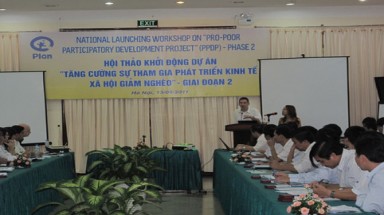 EXIT
NATIONAL LAUNCHING WORKSHOP ON "PRO-POOR
PARTICIPATORY DEVELOPMENT PROJECT" (PPDP) - PHASE 2
Plan
HỘI THẢO KHỞI ĐỘNG DỰ ÁN
"TĂNG CƯỜNG SỰ THAM GIA PHÁT TRIỂN KINH TẾ
XÃ HỘI GIẢM NGHÈO" - GIAI ĐOẠN 2